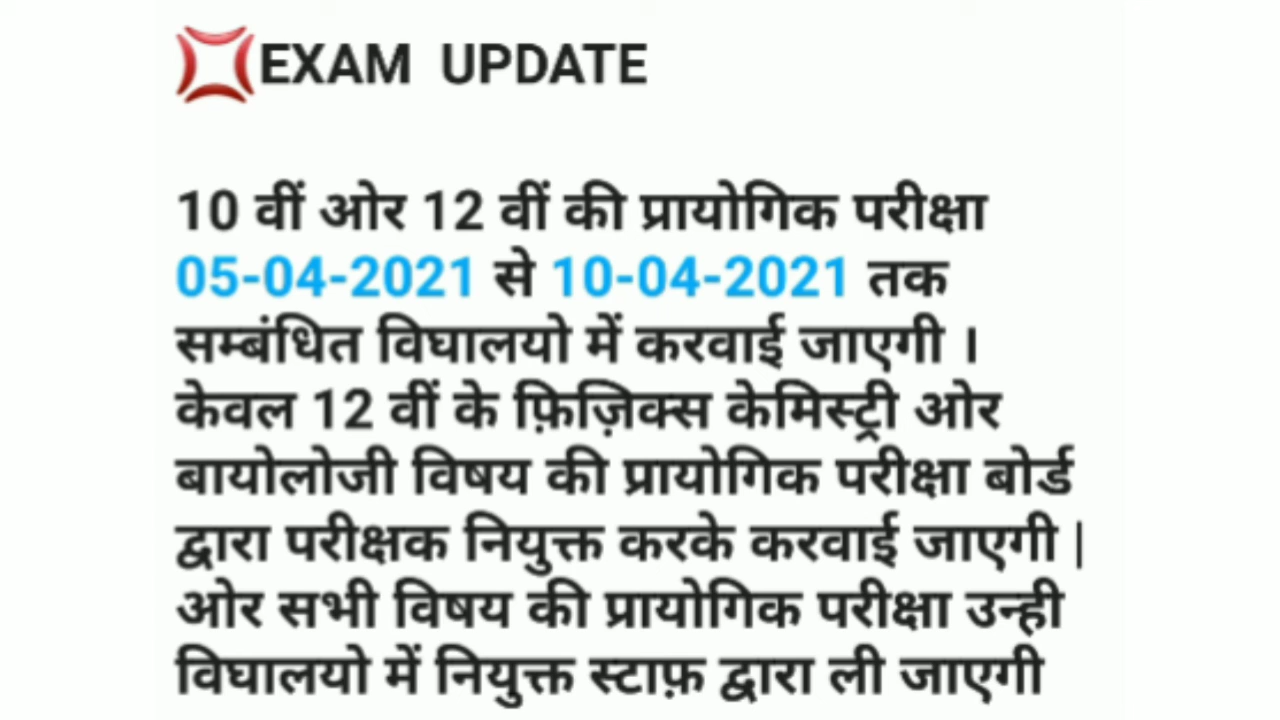 EXAM UPDATE
10 वीं ओर 12 वीं की प्रायोगिक परीक्षा
05-04-2021 से 10-04-2021 तक
सम्बंधित विघालयो में करवाई जाएगी ।
केवल 12 वीं के फ़िज़िक्स केमिस्ट्री ओर
बायोलोजी विषय की प्रायोगिक परीक्षा बोर्ड
द्वारा परीक्षक नियुक्त करके करवाई जाएगी |
ओर सभी विषय की प्रायोगिक परीक्षा उन्ही
विघालयो में नियुक्त स्टाफ़ द्वारा ली जाएगी